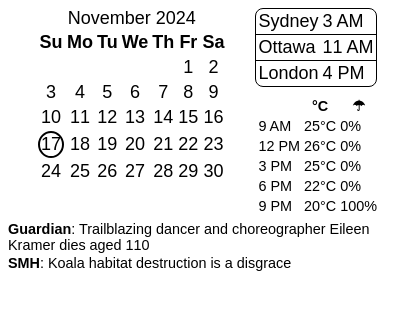 November 2024
Su Mo Tu We Th Fr Sa
1 2
3 4 5 6 7 8 9
10 11 12 13 14 15 16
17 18 19 20 21 22 23
24 25 26 27 28 29 30
Sydney 3 AM
Ottawa 11 AM
London 4 PM
°C ☂
9 AM 25°C 0%
12 PM 26°C 0%
3 PM 25°C 0%
6 PM 22°C 0%
9 PM 20°C 100%
Guardian: Trailblazing dancer and choreographer Eileen
Kramer dies aged 110
SMH: Koala habitat destruction is a disgrace